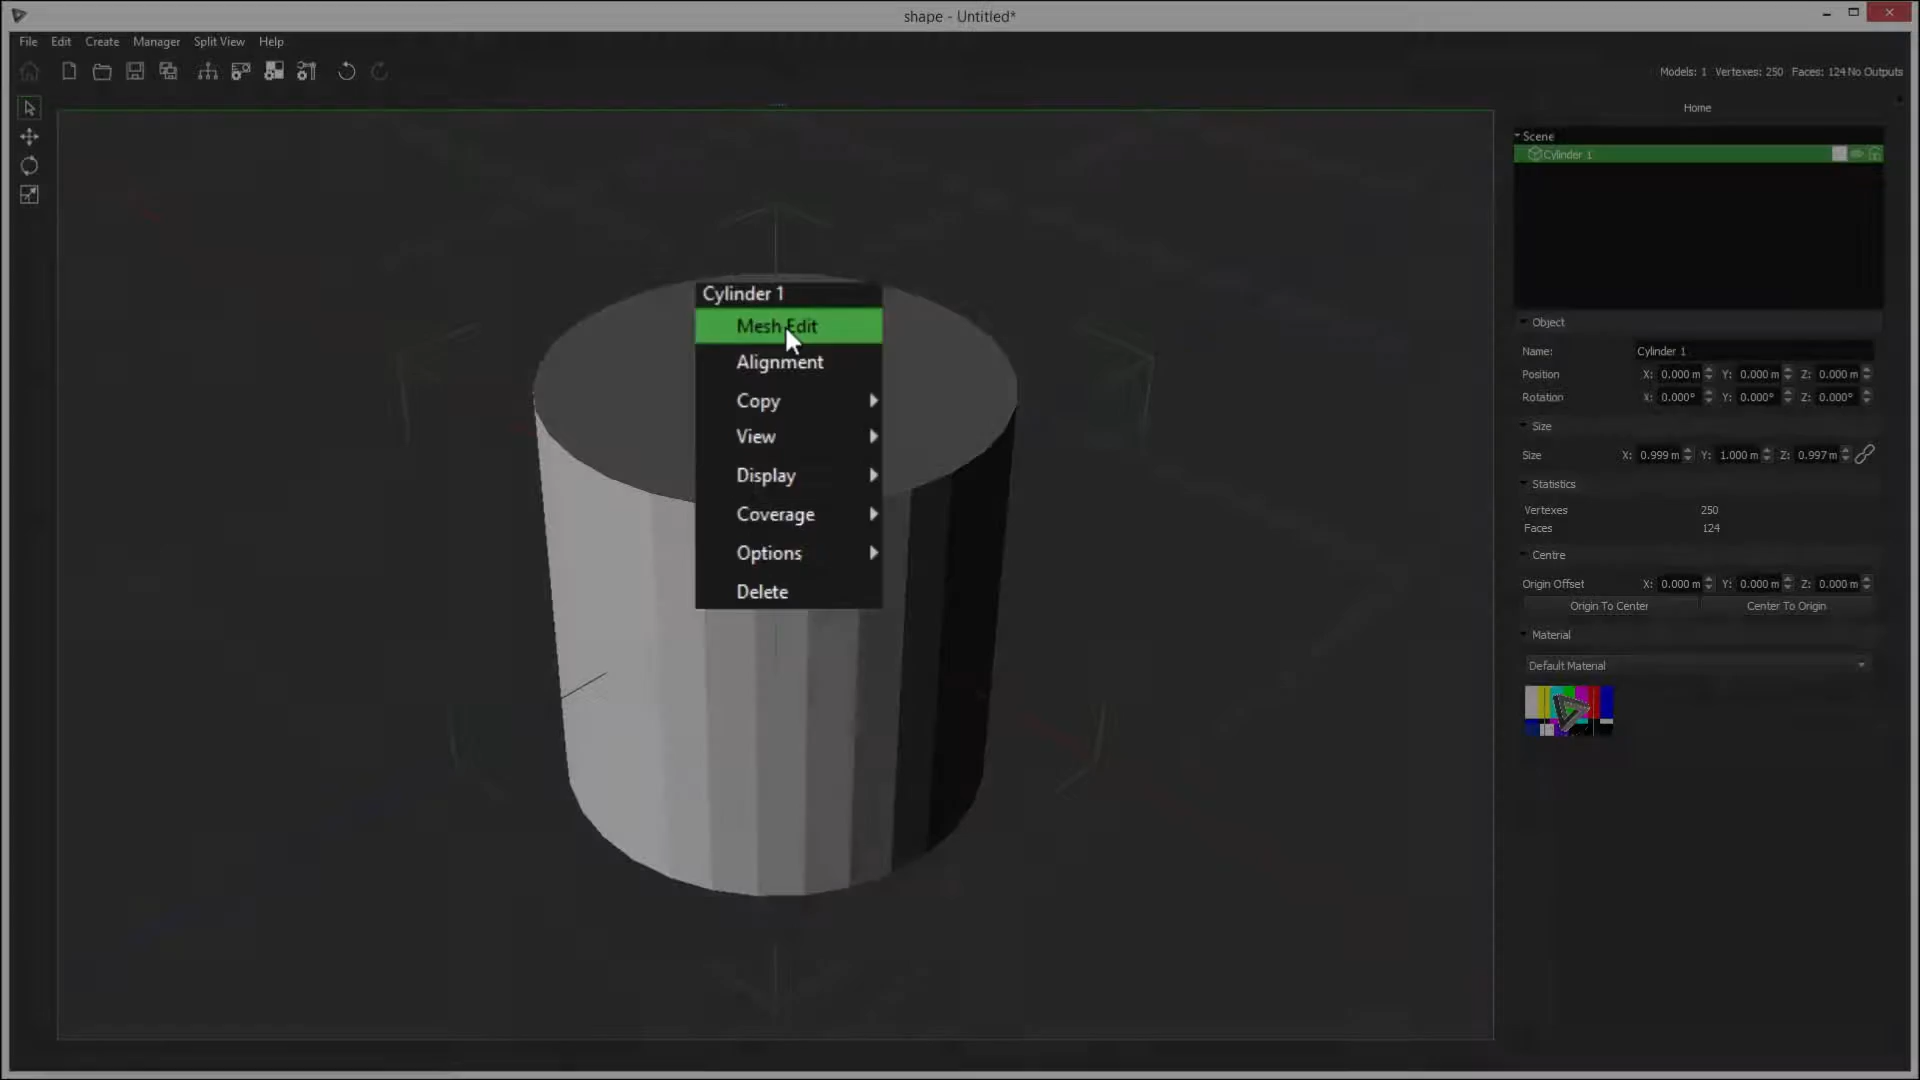 shape - Untitled*
File Edit Create Manager Split View Help
Models: 1 Vertexes: 250 Faces: 124 No Outputs
Home
Scene
Cylinder 1
Cylinder 1
Mesh Edit
Alignment
Copy
View
Display
Coverage
Options
Delete
Object
Name: Cylinder 1
Position X: 0.000 m Y: 0.000 m Z: 0.000 m
Rotation X: 0.000° Y: 0.000° Z: 0.000°
Size
Size X: 0.999 m Y: 1.000 m Z: 0.997 m
Statistics
Vertexes 250
Faces 124
Centre
Origin Offset X: 0.000 m Y: 0.000 m Z: 0.000 m
Origin To Center Center To Origin
Material
Default Material